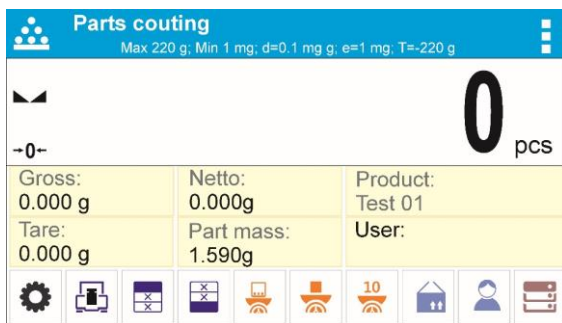 Parts couting
Max 220 g; Min 1 mg; d=0.1 mg g; e=1 mg; T=-220 g
0 pcs
→0←
Gross:
0.000 g
Netto:
0.000g
Product:
Test 01
Tare:
0.000 g
Part mass:
1.590g
User:
10